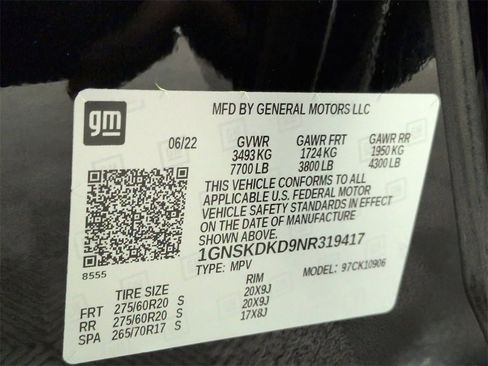 gm
MFD BY GENERAL MOTORS LLC
06/22 GVWR GAWR FRT GAWR RR
3493 KG 1724 KG 1950 KG
7700 LB 3800 LB 4300 LB
THIS VEHICLE CONFORMS TO ALL
APPLICABLE U.S. FEDERAL MOTOR
VEHICLE SAFETY STANDARDS IN EFFECT
ON THE DATE OF MANUFACTURE
SHOWN ABOVE.
1GNSKDKD9NR319417
8555
TYPE: MPV MODEL: 97CK10906
TIRE SIZE RIM
FRT 275/60R20 S 20X9J
RR 275/60R20 S 20X9J
SPA 265/70R17 S 17X8J